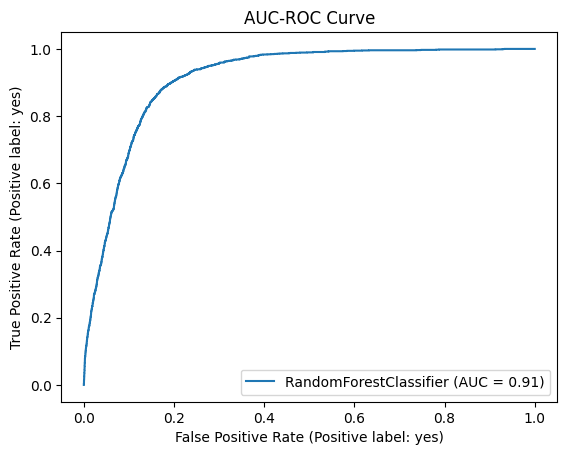 AUC-ROC Curve
True Positive Rate (Positive label: yes)
1.0
0.8
0.6
0.4
0.2
0.0
RandomForestClassifier (AUC = 0.91)
0.0 0.2 0.4 0.6 0.8 1.0
False Positive Rate (Positive label: yes)